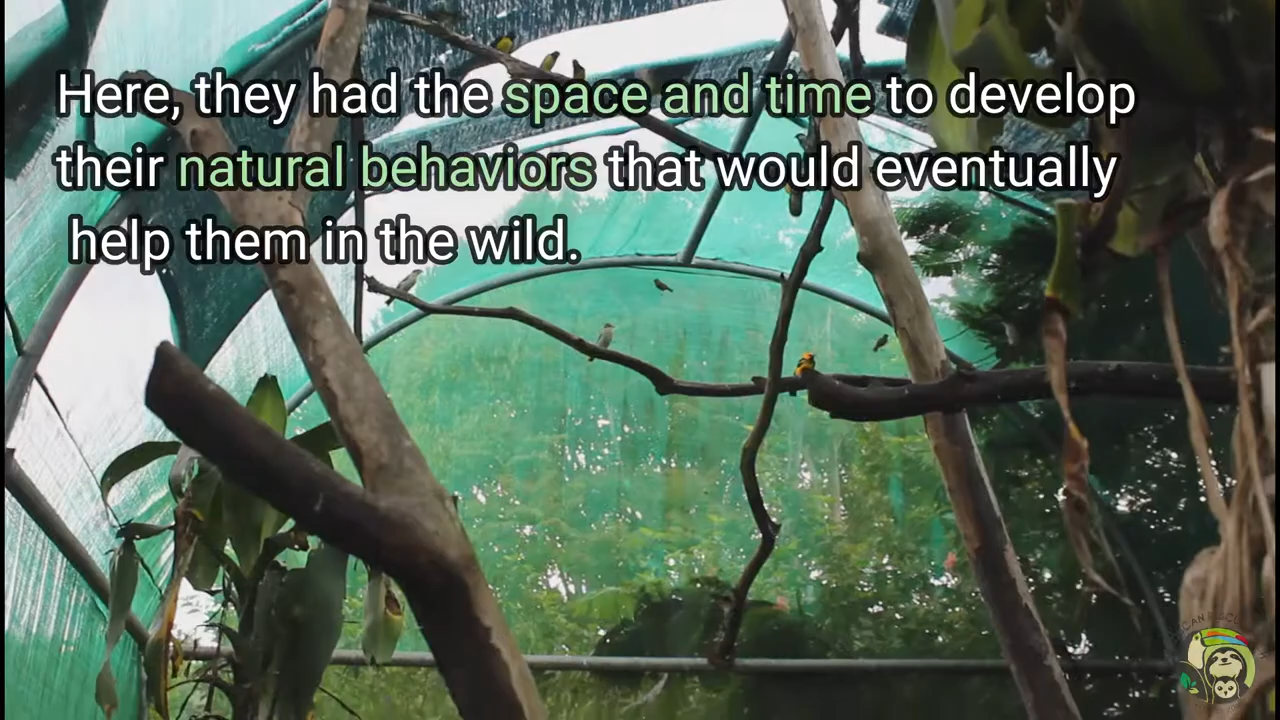 Here, they had the space and time to develop
their natural behaviors that would eventually
help them in the wild.